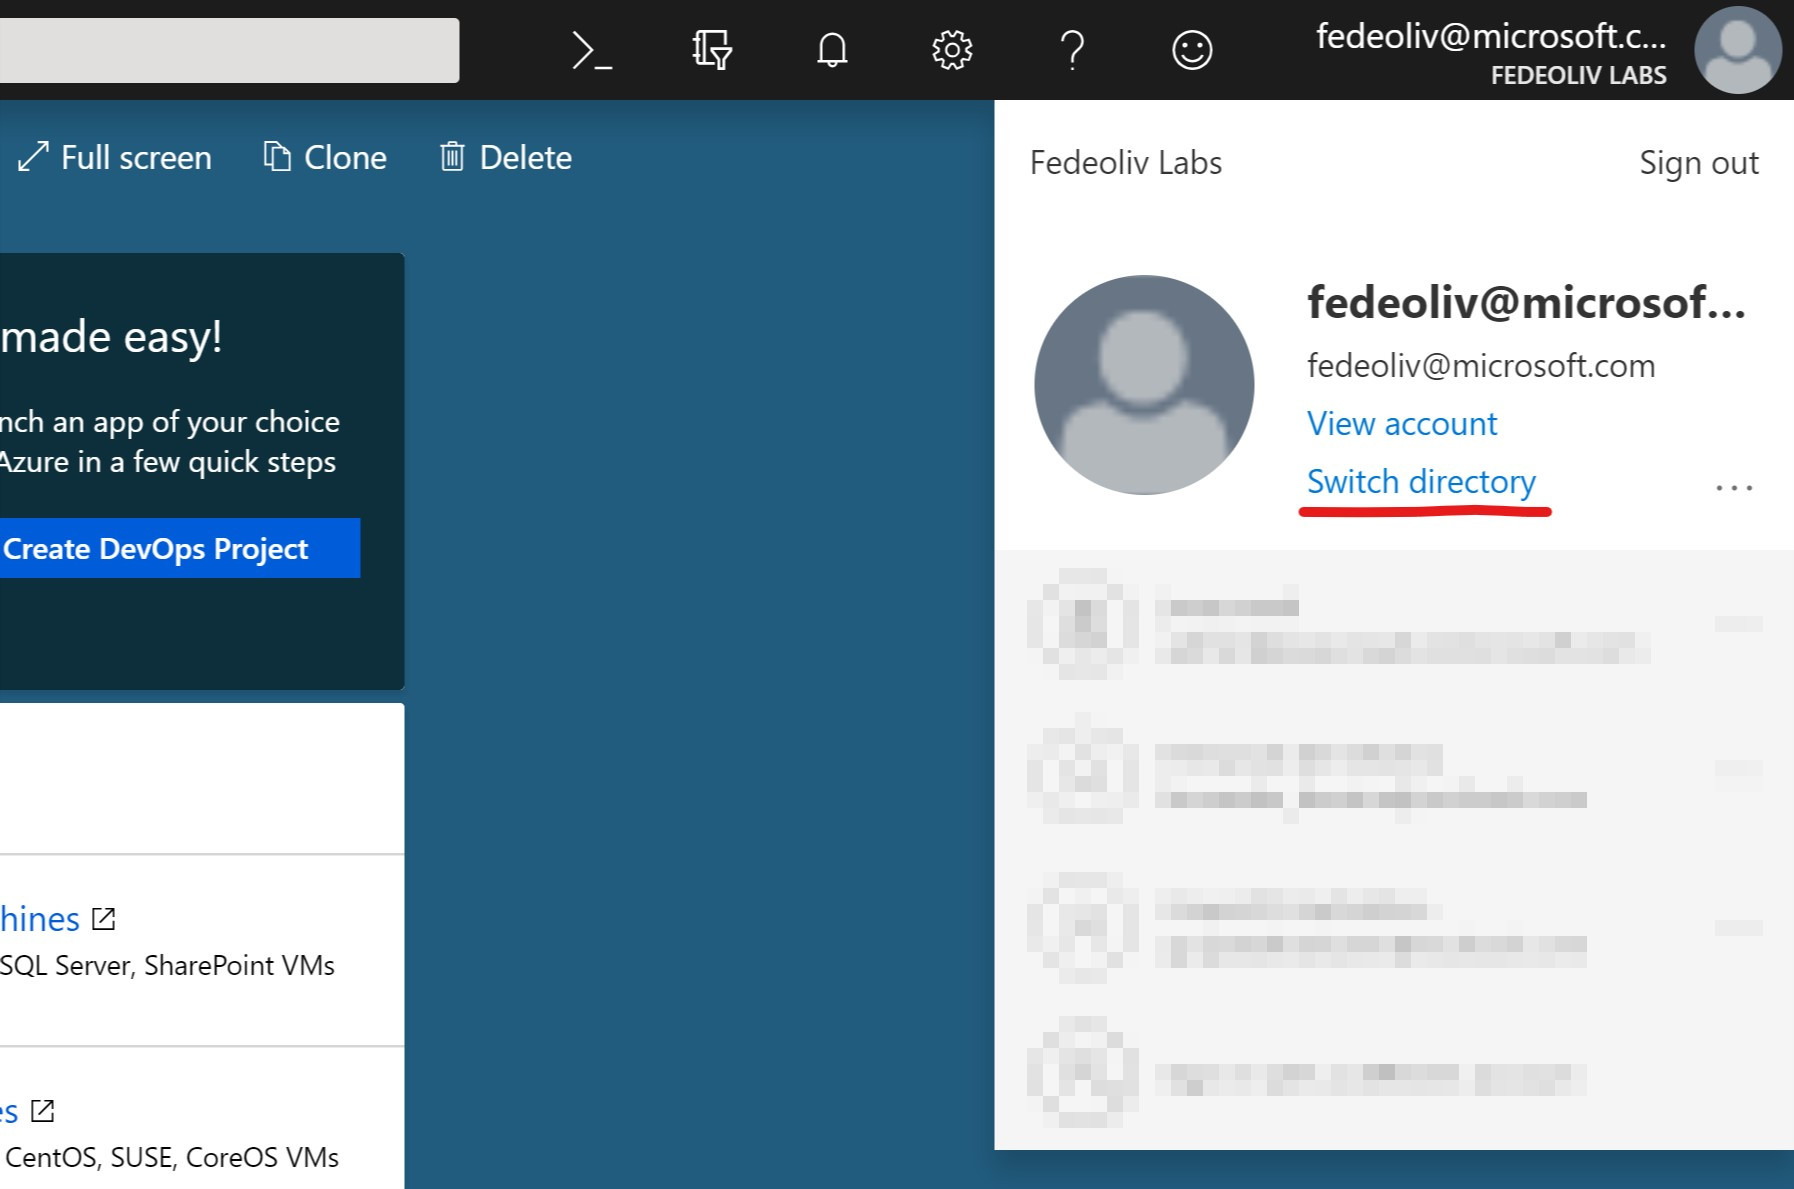 fedeoliv@microsoft.c...
FEDEOLIV LABS
Full screen
Clone
Delete
Fedeoliv Labs
Sign out
made easy!
nch an app of your choice
Azure in a few quick steps
Create DevOps Project
fedeoliv@microsof...
fedeoliv@microsoft.com
View account
Switch directory
...
hines
SQL Server, SharePoint VMs
es
CentOS, SUSE, CoreOS VMs